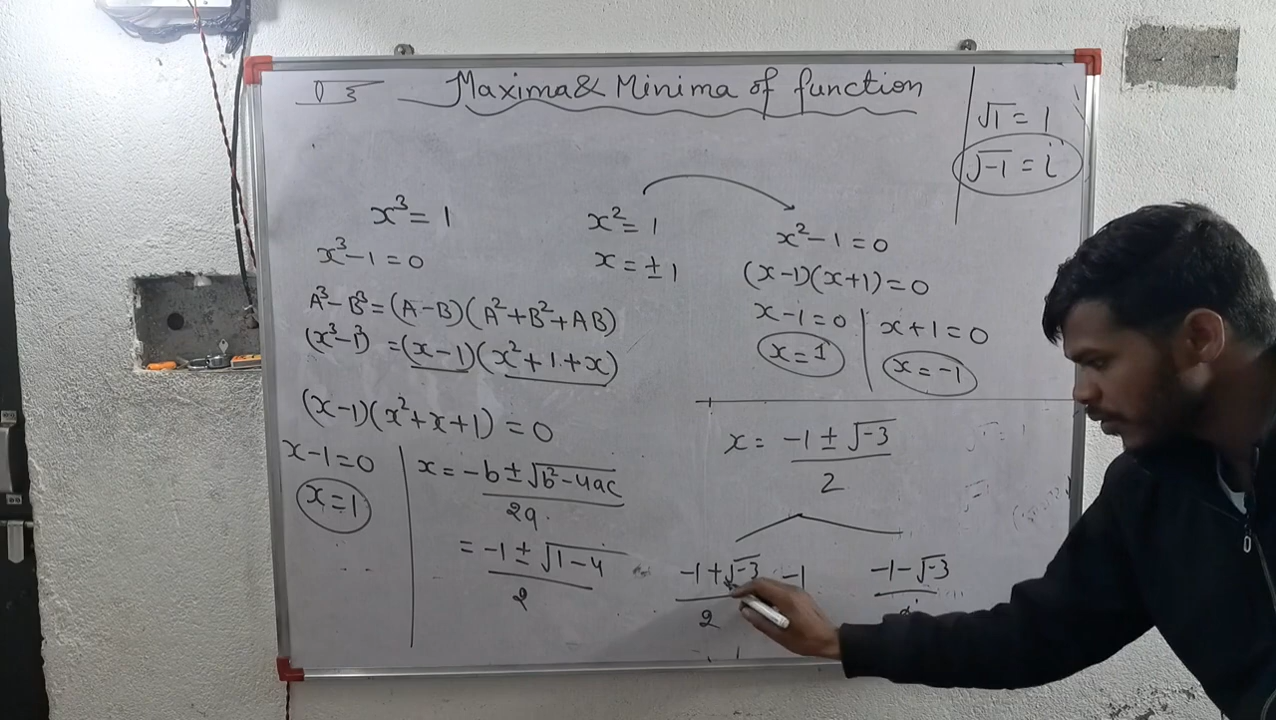 Maxima & Minima of function
√1 = 1
√-1 = i
x³ = 1
x³ - 1 = 0
A³ - B³ = (A - B)(A² + B² + AB)
(x³ - 1³) = (x - 1)(x² + 1 + x)
(x - 1)(x² + x + 1) = 0
x - 1 = 0
x = 1
x = -b ± √b² - 4ac
2a
= -1 ± √1 - 4
2
x² = 1
x = ± 1
x² - 1 = 0
(x - 1)(x + 1) = 0
x - 1 = 0
x = 1
x + 1 = 0
x = -1
x = -1 ± √-3
2
-1 + √-3
2
-1
-1 - √-3